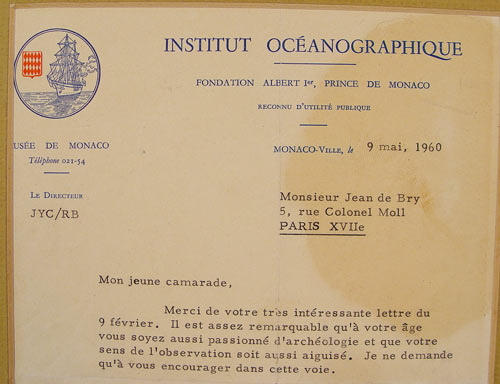 INSTITUT OCÉANOGRAPHIQUE
FONDATION ALBERT Ier, PRINCE DE MONACO
RECONNU D'UTILITÉ PUBLIQUE
USÉE DE MONACO
Téléphone 021-54
MONACO-VILLE, le 9 mai, 1960
LE DIRECTEUR
JYC/RB
Monsieur Jean de Bry
5, rue Colonel Moll
PARIS XVIIe
Mon jeune camarade,
Merci de votre très intéressante lettre du
9 février. Il est assez remarquable qu'à votre âge
vous soyez aussi passionné d'archéologie et que votre
sens de l'observation soit aussi aiguisé. Je ne demande
qu'à vous encourager dans cette voie.